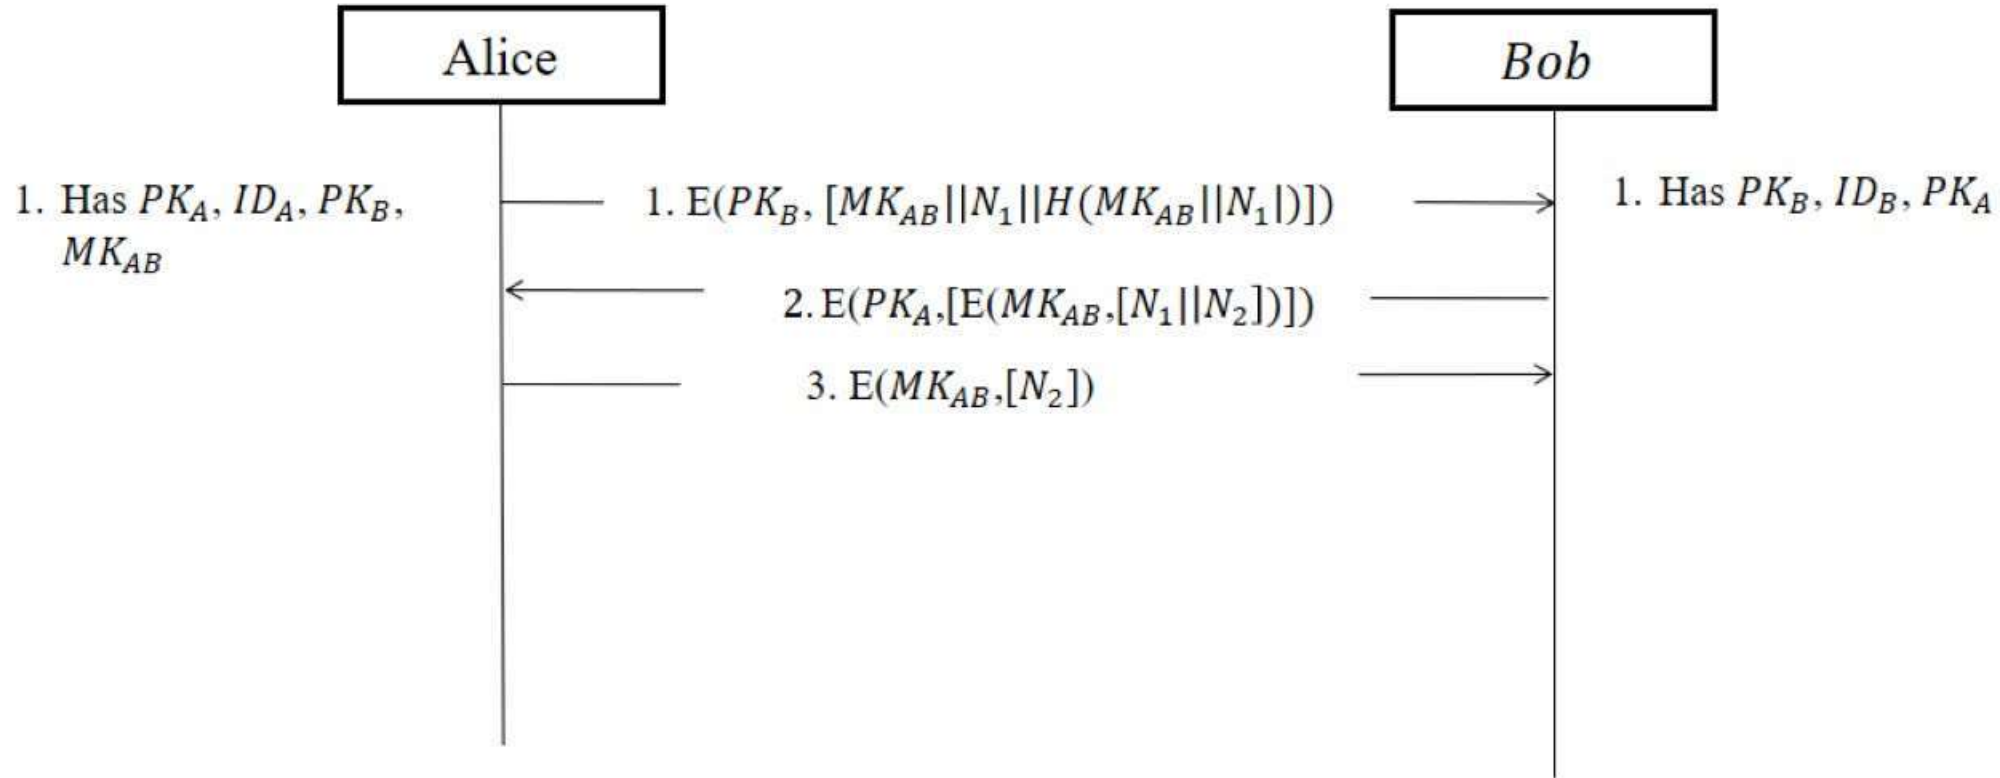 Alice
Bob
1. Has PK_A, ID_A, PK_B,
MK_AB
1. E(PK_B, [MK_AB||N_1||H(MK_AB||N_1|)])
1. Has PK_B, ID_B, PK_A
2. E(PK_A,[E(MK_AB,[N_1||N_2])])
3. E(MK_AB,[N_2])